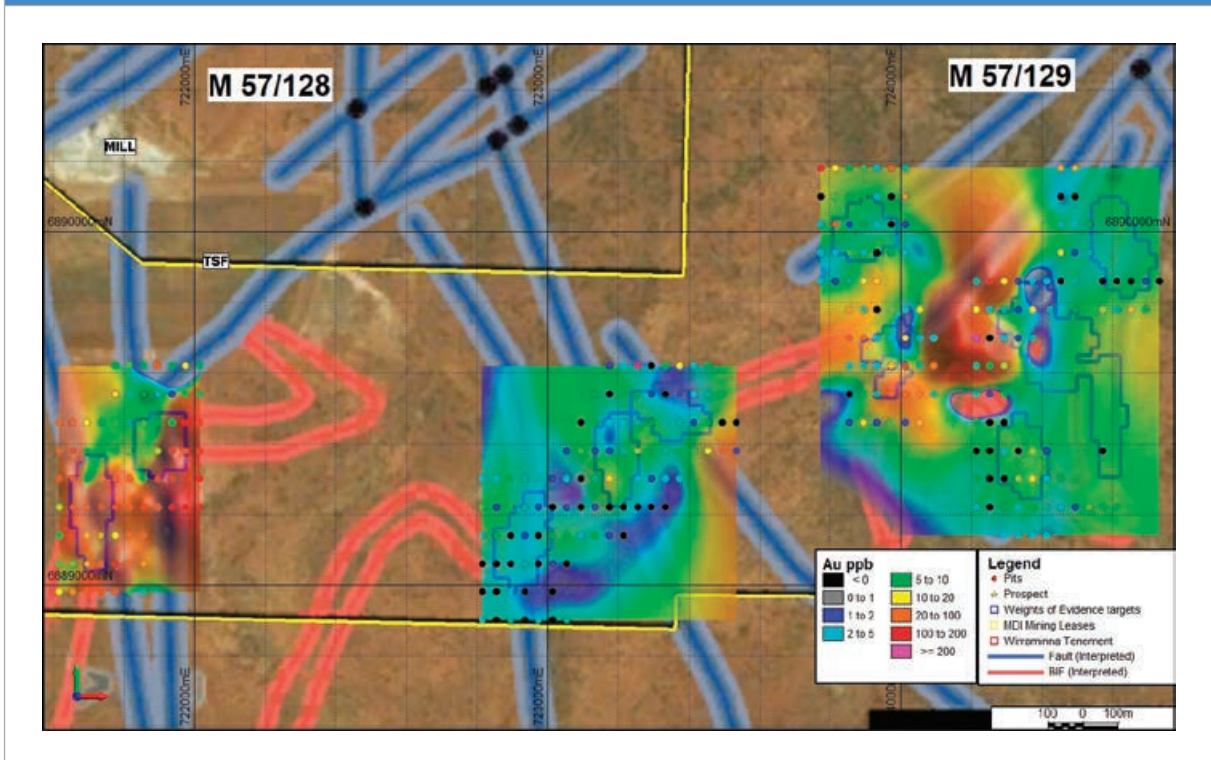 M 57/128
M 57/129
722000mE
723000mE
724000mE
MILL
6890000mN
6890000mN
TSF
6889000mN
Au ppb
< 0
0 to 1
1 to 2
2 to 5
5 to 10
10 to 20
20 to 100
100 to 200
>= 200
Legend
Pits
Prospect
Weights of Evidence targets
MDI Mining Leases
Tenement
Fault (Interpreted)
BIF (Interpreted)
722000mE
723000mE
100 0 100m